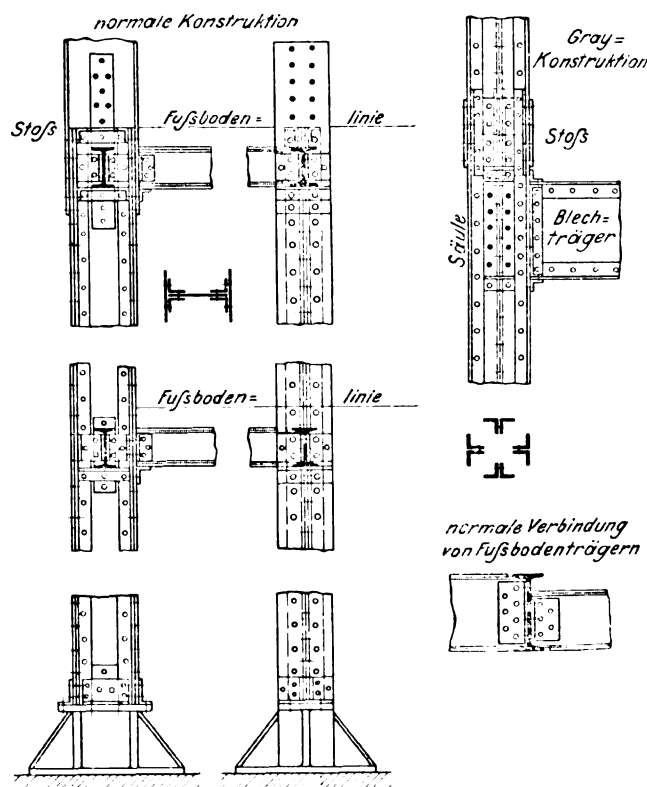 normale Konstruktion
Stoß
Fußboden=
linie
Fußboden=
linie
Gray=
Konstruktion
Stoß
Säule
Blech=
träger
normale Verbindung
von Fußbodenträgern